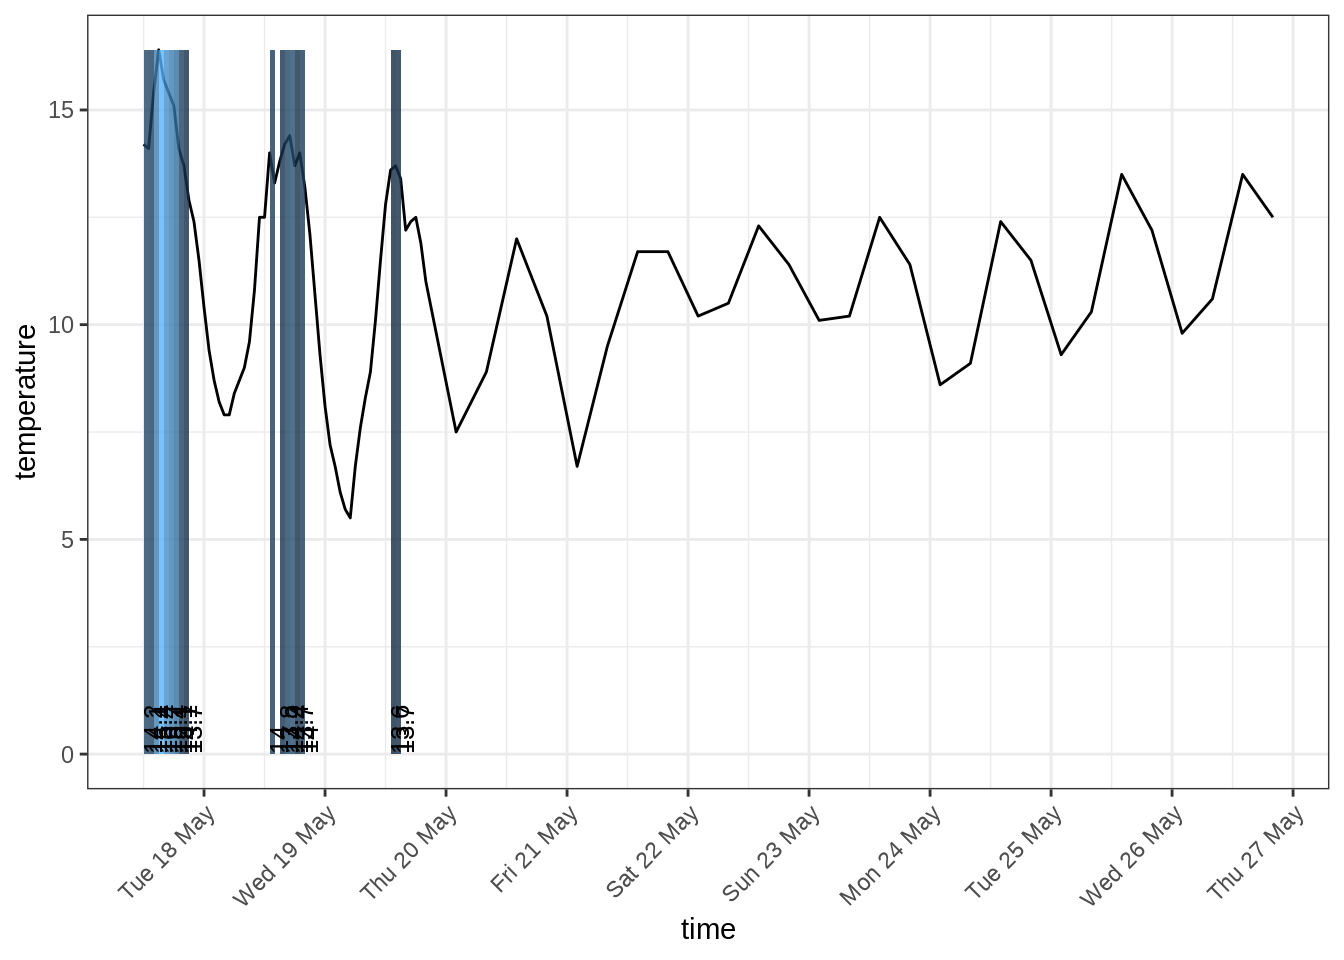 15
10
5
0
temperature
Tue 18 May
Wed 19 May
Thu 20 May
Fri 21 May
Sat 22 May
Sun 23 May
Mon 24 May
Tue 25 May
Wed 26 May
Thu 27 May
time